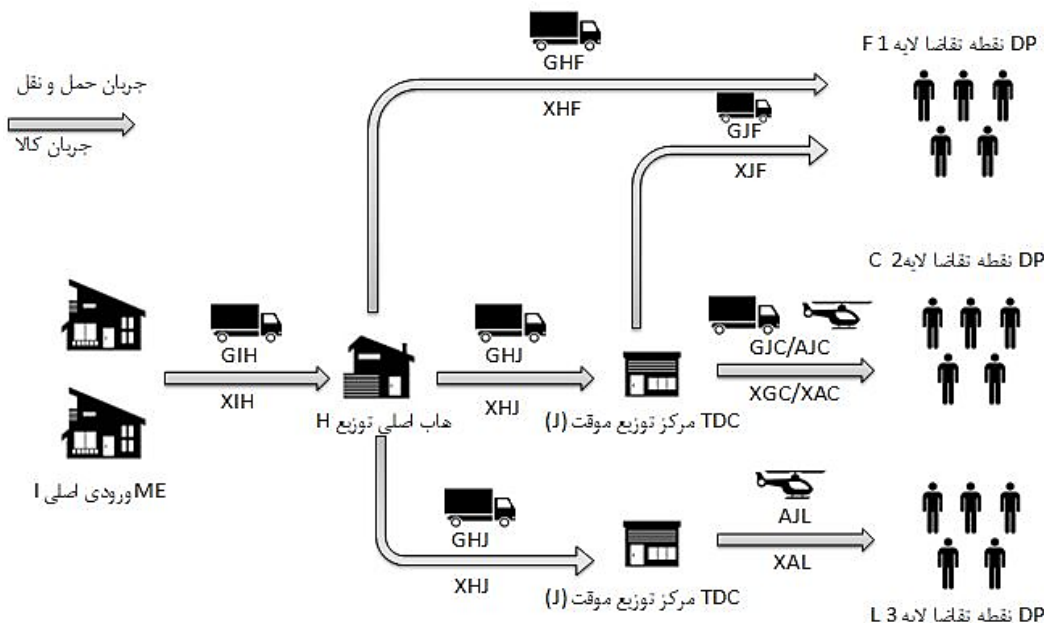 GHF
XHF
DP نقطه تقاضا لایه 1 F
جریان حمل و نقل
جریان کالا
GJF
XJF
DP نقطه تقاضا لایه2 C
GIH
XIH
GHJ
XHJ
GJC/AJC
XGC/XAC
هاب اصلی توزیع H
TDC مرکز توزیع موقت (J)
MEورودی اصلی I
GHJ
XHJ
AJL
XAL
TDC مرکز توزیع موقت (J)
DP نقطه تقاضا لایه 3 L